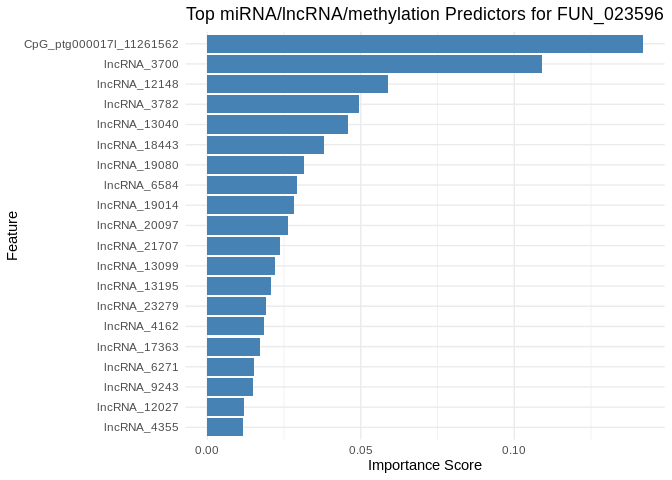 Top miRNA/lncRNA/methylation Predictors for FUN_023596
CpG_ptg000017l_11261562
lncRNA_3700
lncRNA_12148
lncRNA_3782
lncRNA_13040
lncRNA_18443
lncRNA_19080
lncRNA_6584
lncRNA_19014
lncRNA_20097
lncRNA_21707
lncRNA_13099
lncRNA_13195
lncRNA_23279
lncRNA_4162
lncRNA_17363
lncRNA_6271
lncRNA_9243
lncRNA_12027
lncRNA_4355
Feature
0.00 0.05 0.10
Importance Score